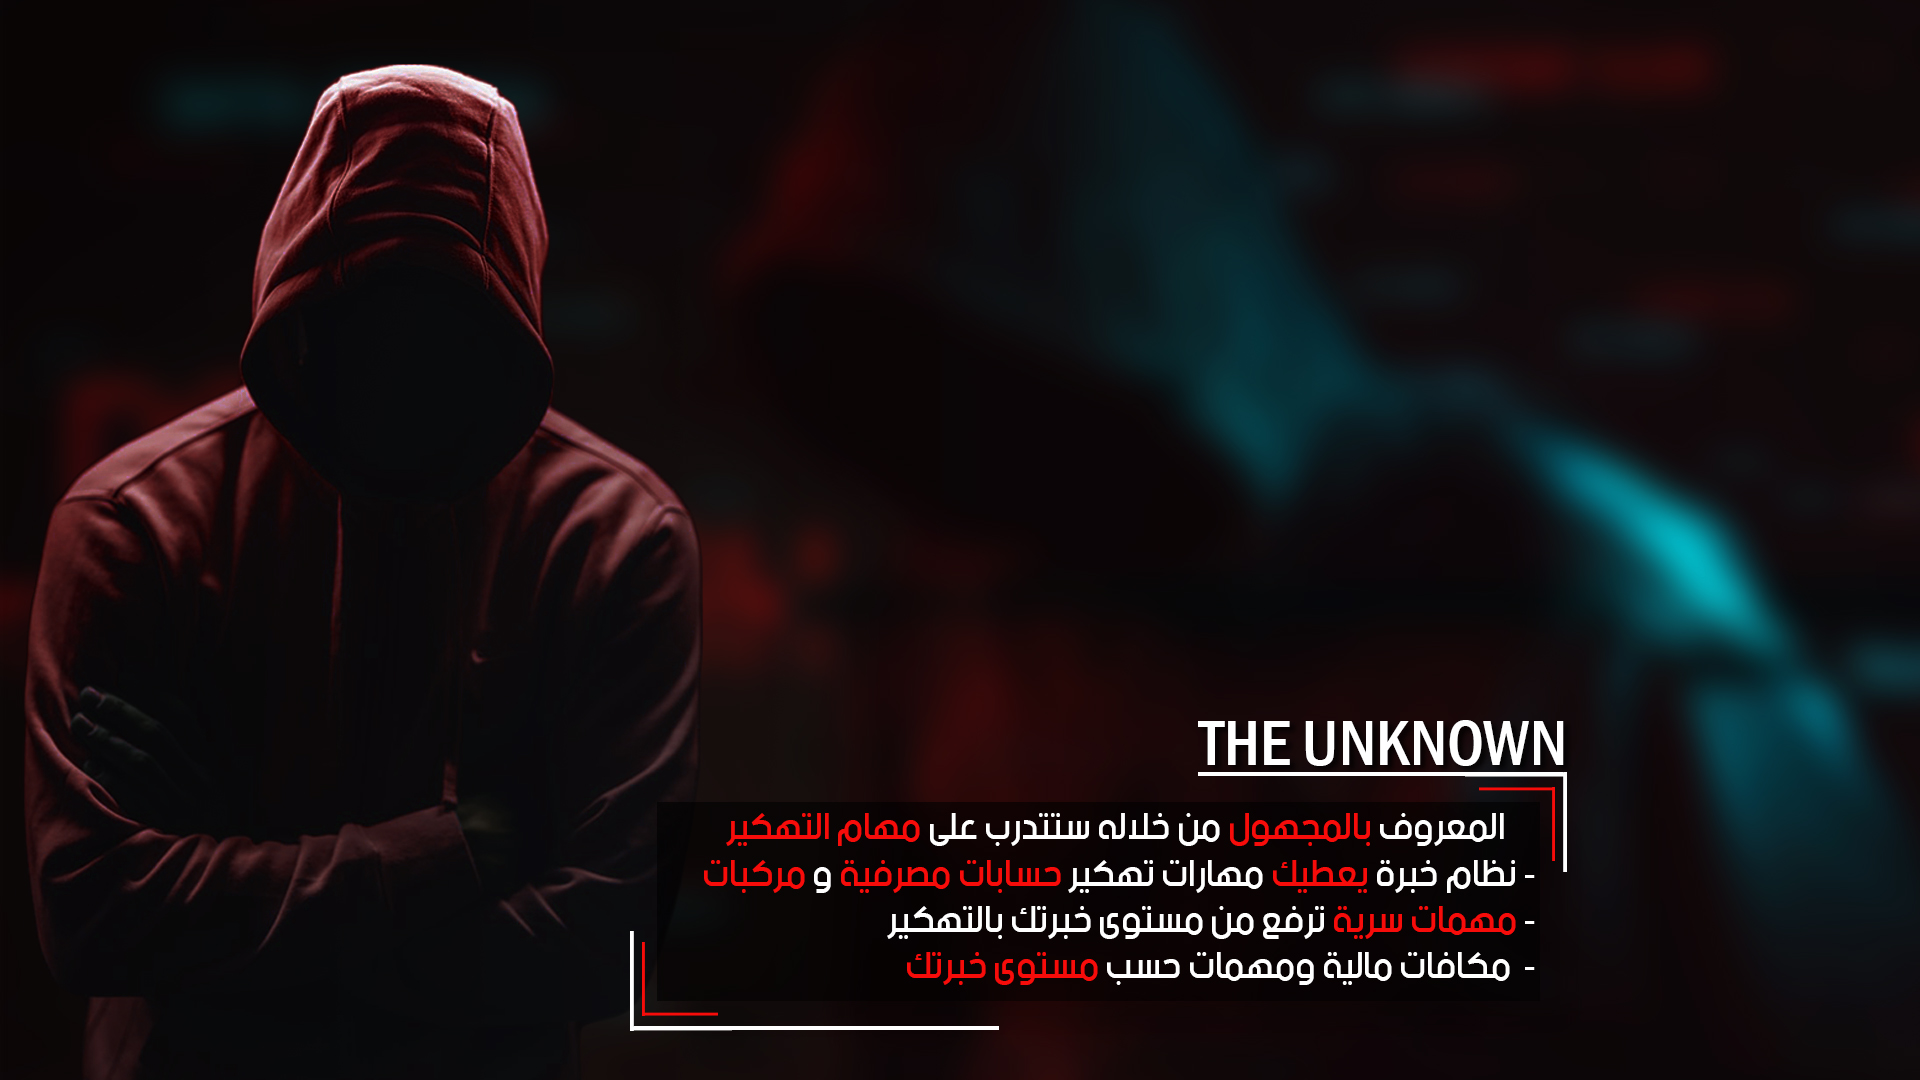 THE UNKNOWN
المعروف بالمجهول من خلاله ستتدرب على مهام التهكير
- نظام خبرة يعطيك مهارات تهكير حسابات مصرفية و مركبات
- مهمات سرية ترفع من مستوى خبرتك بالتهكير
- مكافات مالية ومهمات حسب مستوى خبرتك